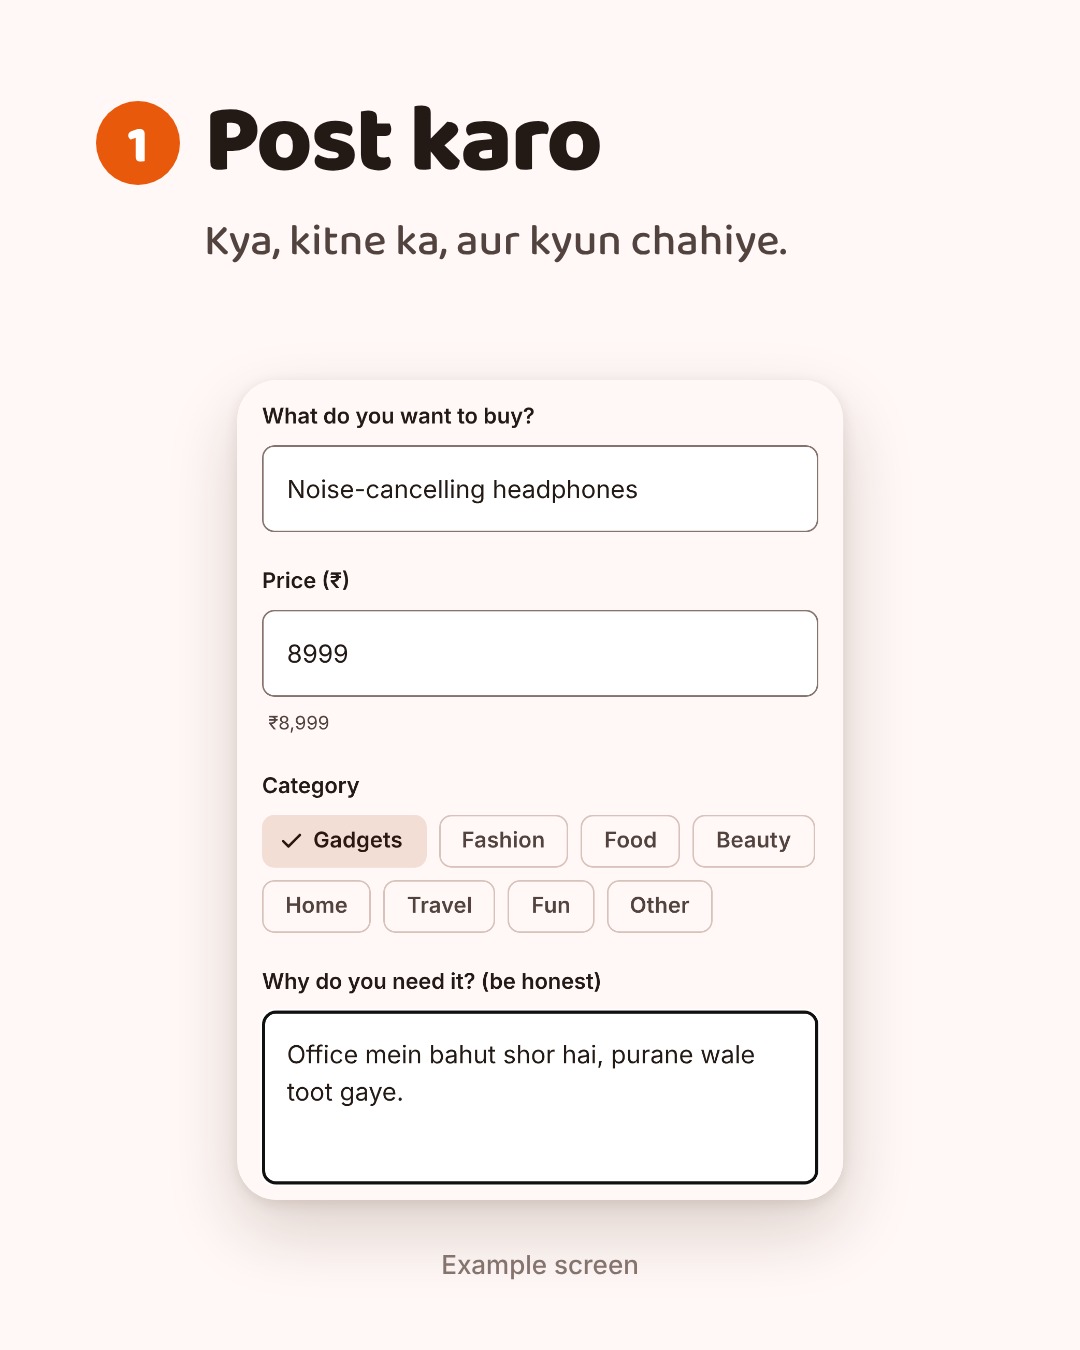 1 Post karo
Kya, kitne ka, aur kyun chahiye.
What do you want to buy?
Noise-cancelling headphones
Price (₹)
8999
₹8,999
Category
Gadgets Fashion Food Beauty
Home Travel Fun Other
Why do you need it? (be honest)
Office mein bahut shor hai, purane wale
toot gaye.
Example screen